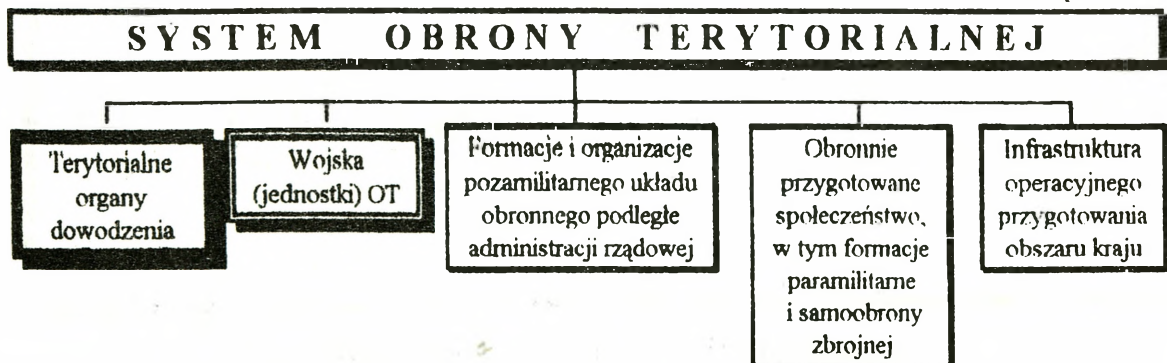 SYSTEM OBRONY TERYTORIALNEJ
Terytorialne
organy
dowodzenia
Wojska
(jednostki) OT
Formacje i organizacje
pozamilitarnego układu
obronnego podległe
administracji rządowej
Obronnie
przygotowane
społeczeństwo,
w tym formacje
paramilitarne
i samoobrony
zbrojnej
Infrastruktura
operacyjnego
przygotowania
obszaru kraju